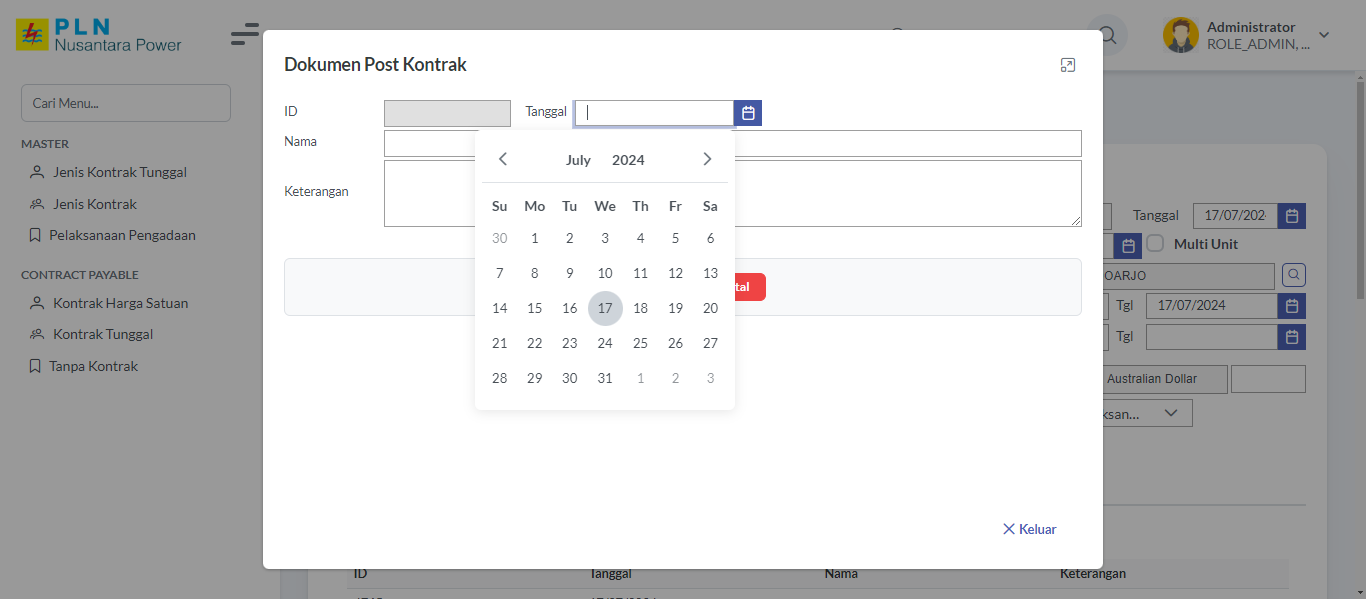 PLN
Nusantara Power
Administrator
ROLE_ADMIN, ...
Cari Menu...
MASTER
Jenis Kontrak Tunggal
Jenis Kontrak
Pelaksanaan Pengadaan
CONTRACT PAYABLE
Kontrak Harga Satuan
Kontrak Tunggal
Tanpa Kontrak
Dokumen Post Kontrak
ID
Tanggal
Nama
Keterangan
July 2024
Su Mo Tu We Th Fr Sa
30 1 2 3 4 5 6
7 8 9 10 11 12 13
14 15 16 17 18 19 20
21 22 23 24 25 26 27
28 29 30 31 1 2 3
tal
Keluar
Tanggal 17/07/202
Multi Unit
OARJO
Tgl 17/07/2024
Tgl
Australian Dollar
ksan...
ID Tanggal Nama Keterangan